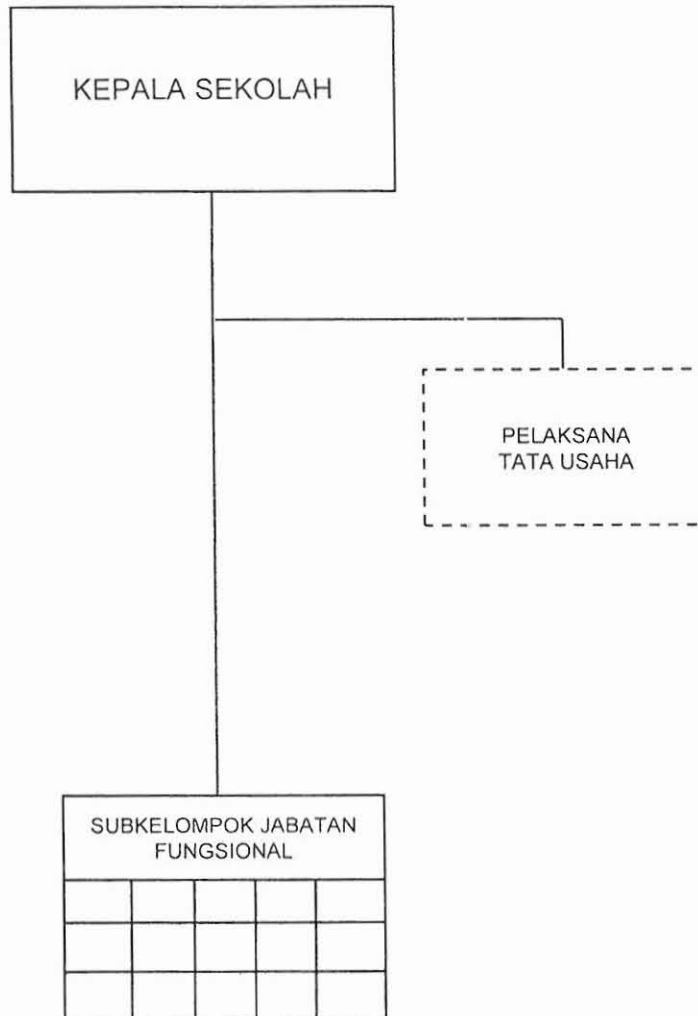 KEPALA SEKOLAH
PELAKSANA
TATA USAHA
SUBKELOMPOK JABATAN
FUNGSIONAL